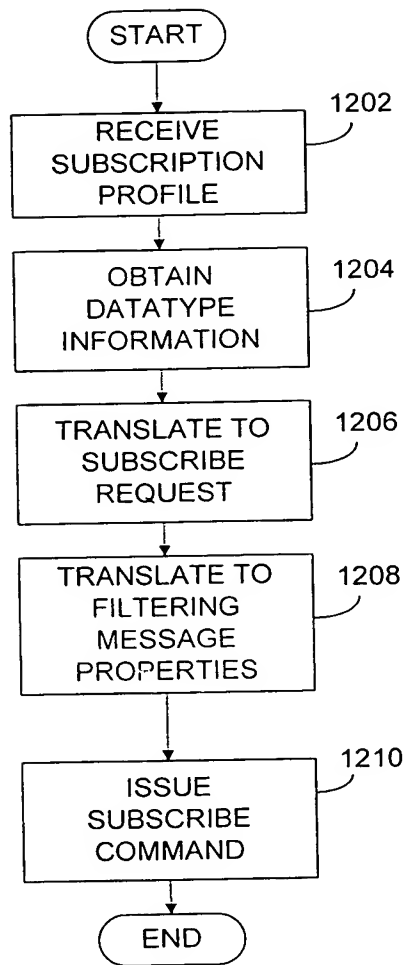 START
1202
RECEIVE
SUBSCRIPTION
PROFILE
1204
OBTAIN
DATATYPE
INFORMATION
1206
TRANSLATE TO
SUBSCRIBE
REQUEST
1208
TRANSLATE TO
FILTERING
MESSAGE
PROPERTIES
1210
ISSUE
SUBSCRIBE
COMMAND
END